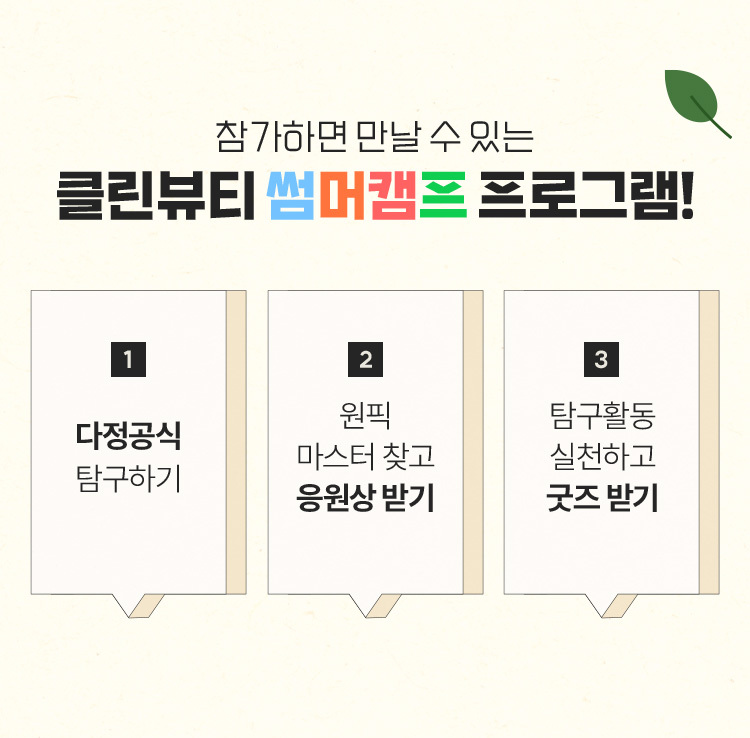 참가하면 만날 수 있는
클린뷰티 썸머캠프 프로그램!
1
다정공식
탐구하기
2
원픽
마스터 찾고
응원상 받기
3
탐구활동
실천하고
굿즈 받기